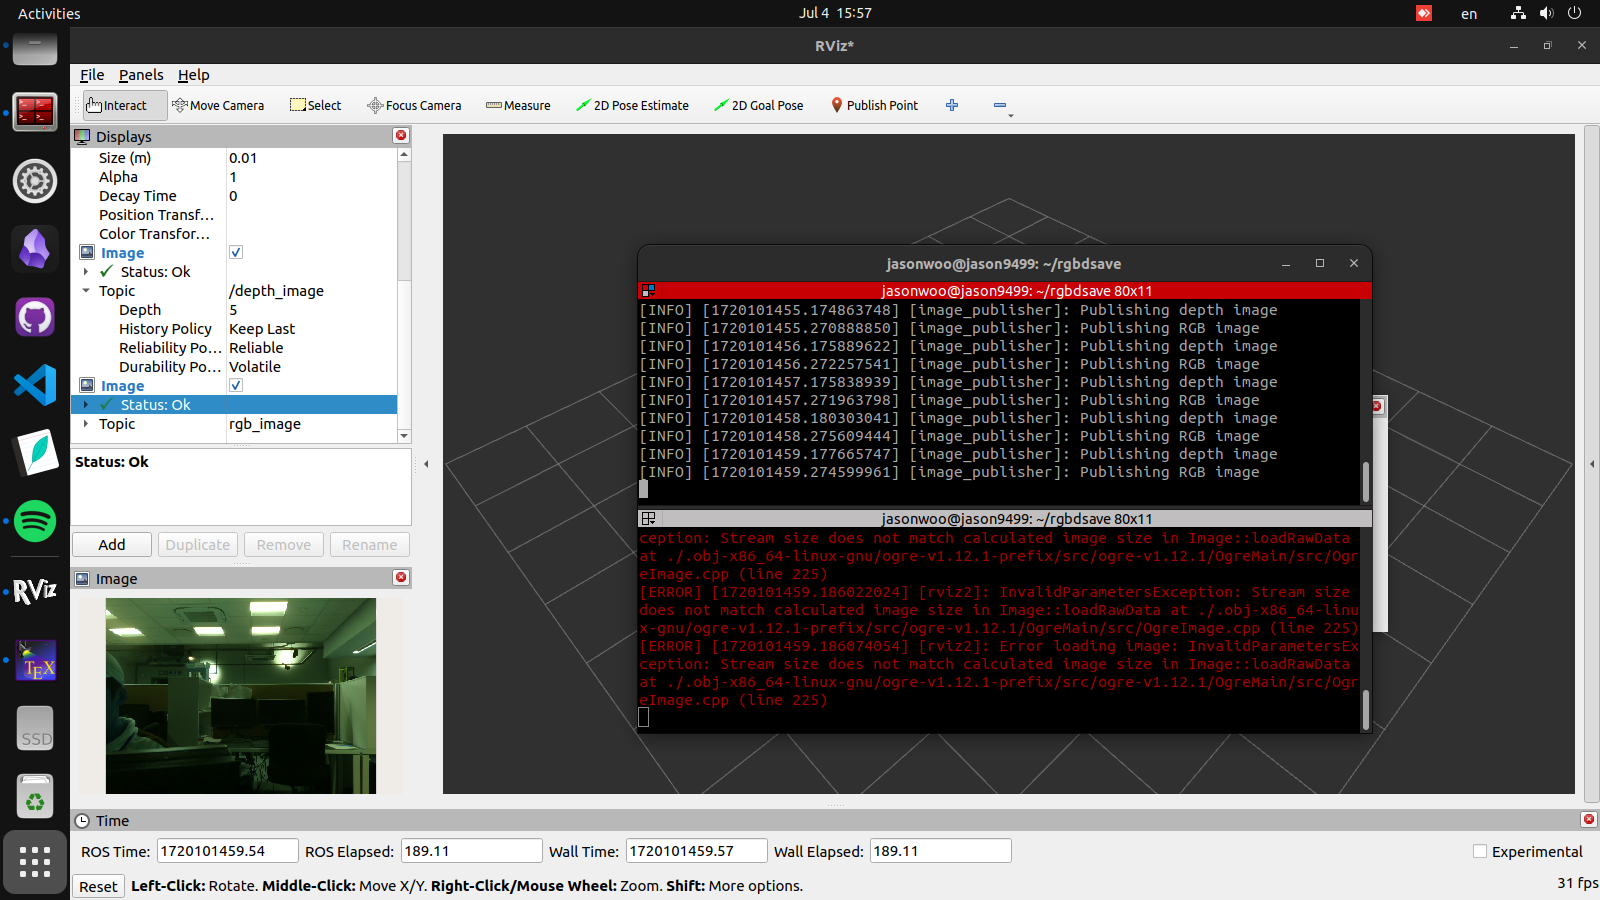 Activities
Jul 4 15:57
en
RViz*
File Panels Help
Interact Move Camera Select Focus Camera Measure 2D Pose Estimate 2D Goal Pose Publish Point
Displays
Size (m) 0.01
Alpha 1
Decay Time 0
Position Transf...
Color Transfor...
Image
Status: Ok
Topic /depth_image
Depth 5
History Policy Keep Last
Reliability Po... Reliable
Durability Po... Volatile
Image
Status: Ok
Topic rgb_image
Status: Ok
Add Duplicate Remove Rename
Image
jasonwoo@jason9499: ~/rgbdsave
jasonwoo@jason9499: ~/rgbdsave 80x11
[INFO] [1720101455.174863748] [image_publisher]: Publishing depth image
[INFO] [1720101455.270888850] [image_publisher]: Publishing RGB image
[INFO] [1720101456.175889622] [image_publisher]: Publishing depth image
[INFO] [1720101456.272257541] [image_publisher]: Publishing RGB image
[INFO] [1720101457.175838939] [image_publisher]: Publishing depth image
[INFO] [1720101457.271963798] [image_publisher]: Publishing RGB image
[INFO] [1720101458.180303041] [image_publisher]: Publishing depth image
[INFO] [1720101458.275609444] [image_publisher]: Publishing RGB image
[INFO] [1720101459.177665747] [image_publisher]: Publishing depth image
[INFO] [1720101459.274599961] [image_publisher]: Publishing RGB image
jasonwoo@jason9499: ~/rgbdsave 80x11
ception: Stream size does not match calculated image size in Image::loadRawData
at ./.obj-x86_64-linux-gnu/ogre-v1.12.1-prefix/src/ogre-v1.12.1/OgreMain/src/Ogr
eImage.cpp (line 225)
[ERROR] [1720101459.186022024] [rviz2]: InvalidParametersException: Stream size
does not match calculated image size in Image::loadRawData at ./.obj-x86_64-linu
x-gnu/ogre-v1.12.1-prefix/src/ogre-v1.12.1/OgreMain/src/OgreImage.cpp (line 225)
[ERROR] [1720101459.186074054] [rviz2]: Error loading image: InvalidParametersEx
ception: Stream size does not match calculated image size in Image::loadRawData
at ./.obj-x86_64-linux-gnu/ogre-v1.12.1-prefix/src/ogre-v1.12.1/OgreMain/src/Ogr
eImage.cpp (line 225)
RViz
N TEX
SSD
Time
ROS Time: 1720101459.54 ROS Elapsed: 189.11 Wall Time: 1720101459.57 Wall Elapsed: 189.11 Experimental
Reset Left-Click: Rotate. Middle-Click: Move X/Y. Right-Click/Mouse Wheel: Zoom. Shift: More options. 31 fps